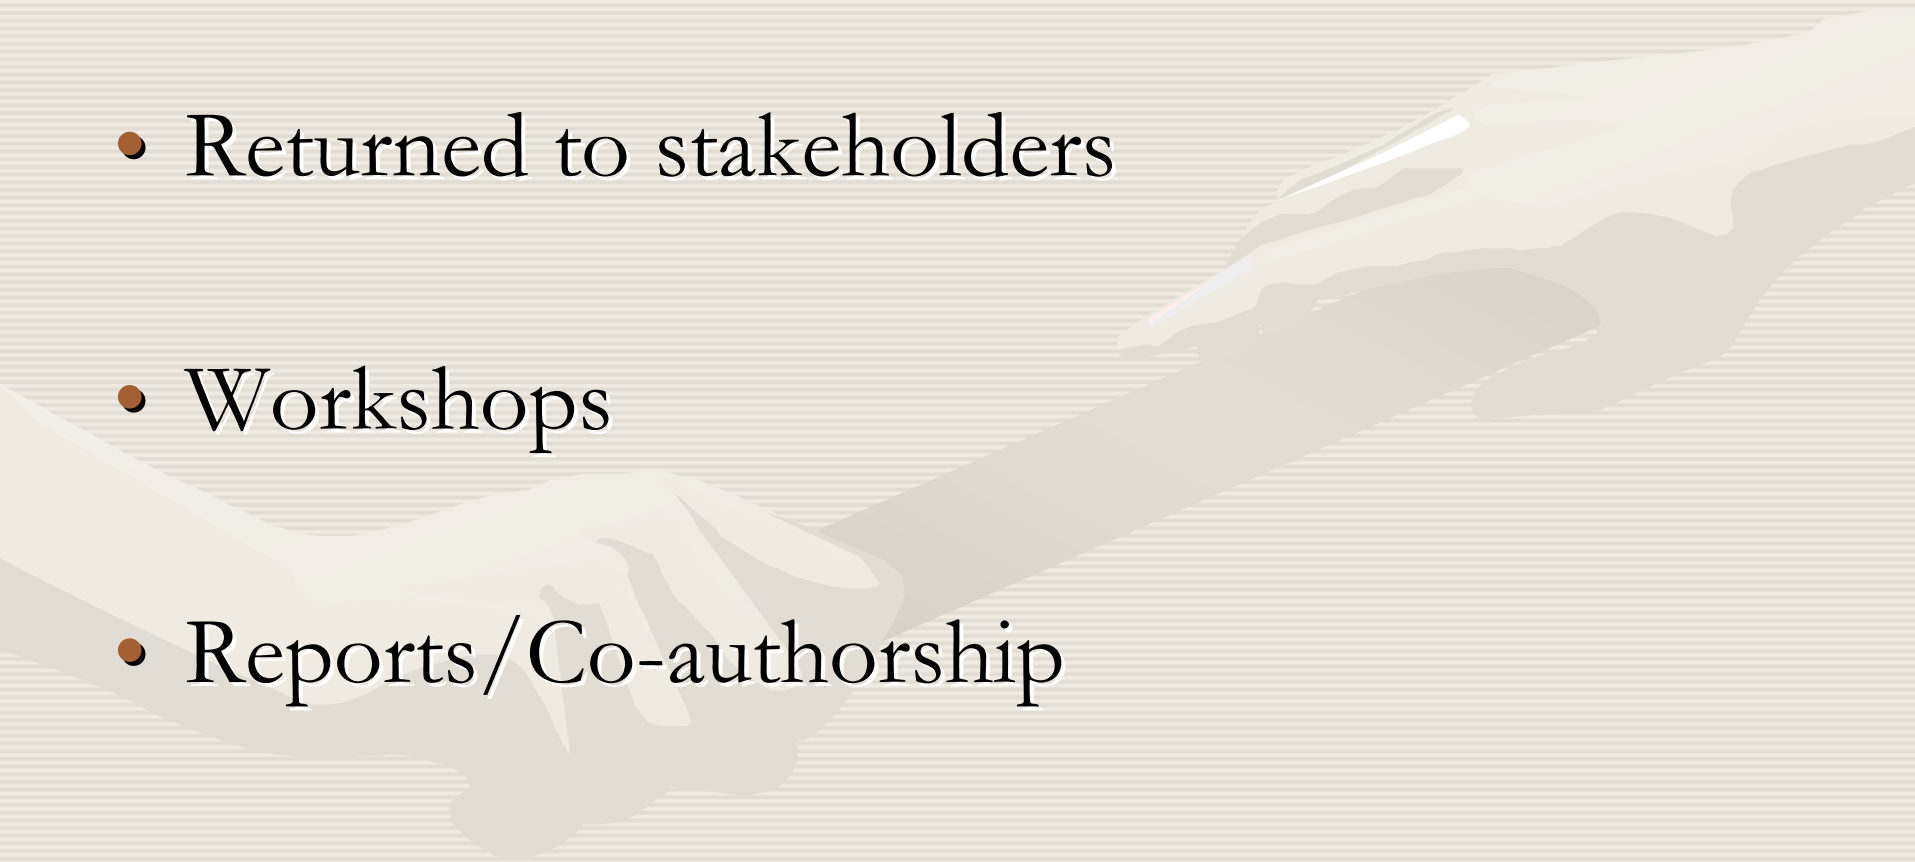 • Returned to stakeholders
• Workshops
• Reports/Co-authorship